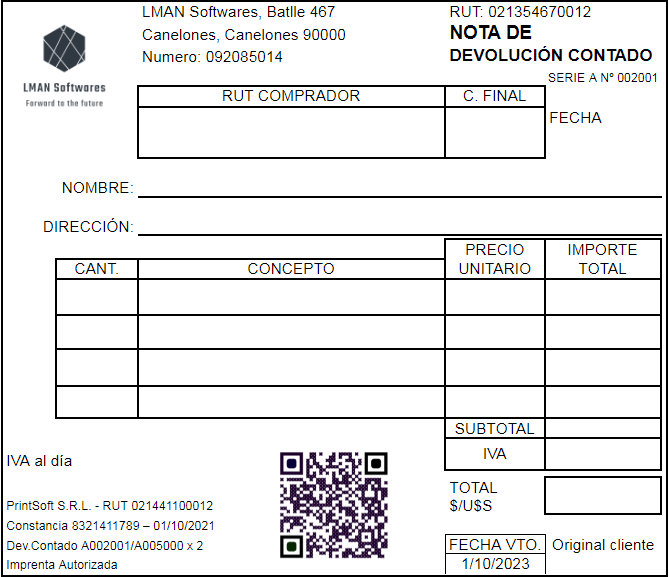 LMAN Softwares
Forward to the future
LMAN Softwares, Batlle 467
Canelones, Canelones 90000
Numero: 092085014
RUT: 021354670012
NOTA DE
DEVOLUCIÓN CONTADO
SERIE A Nº 002001
RUT COMPRADOR C. FINAL
FECHA
NOMBRE:
DIRECCIÓN:
CANT. CONCEPTO PRECIO UNITARIO IMPORTE TOTAL
SUBTOTAL
IVA
IVA al día
TOTAL
$/U$S
PrintSoft S.R.L. - RUT 021441100012
Constancia 8321411789 – 01/10/2021
Dev.Contado A002001/A005000 x 2
Imprenta Autorizada
FECHA VTO.
1/10/2023
Original cliente